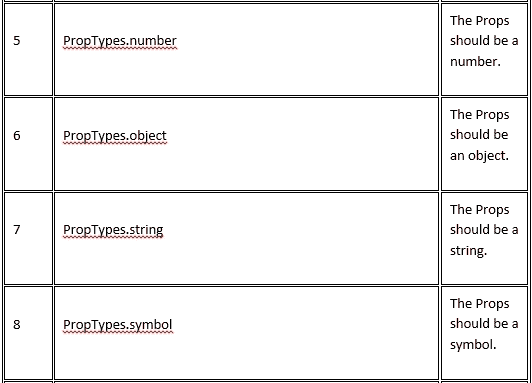 5 PropTypes.number The Props
should be a
number.
6 PropTypes.object The Props
should be
an object.
7 PropTypes.string The Props
should be a
string.
8 PropTypes.symbol The Props
should be a
symbol.